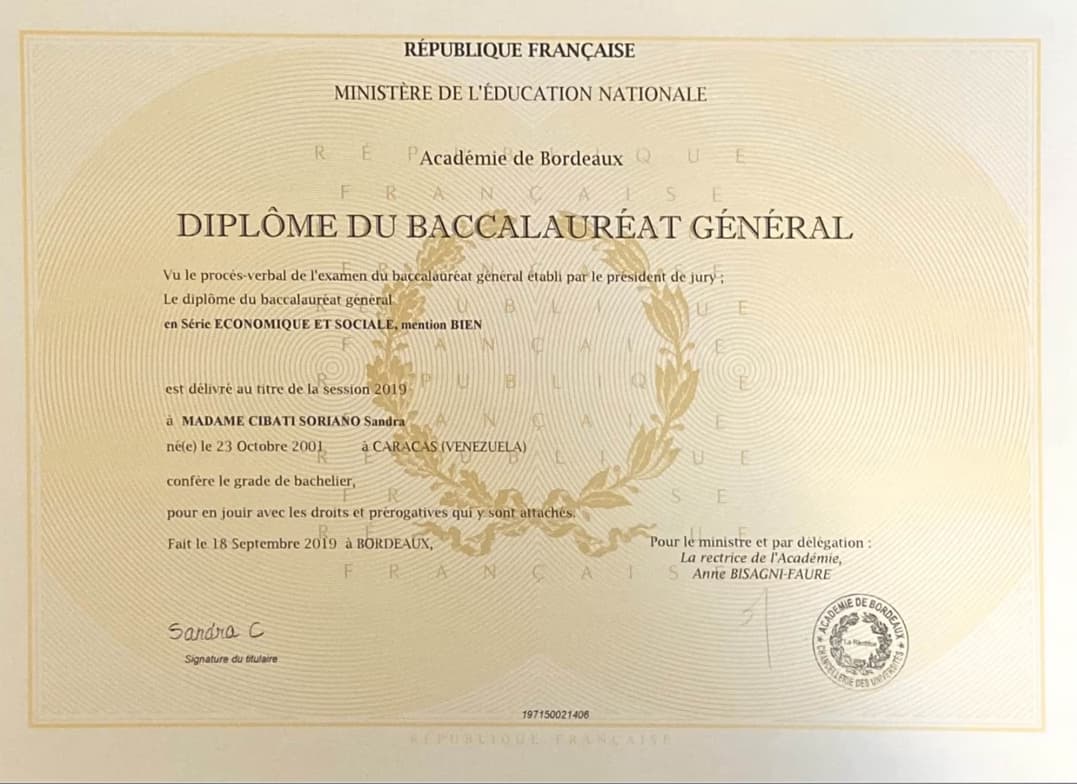 RÉPUBLIQUE FRANÇAISE
MINISTÈRE DE L'ÉDUCATION NATIONALE
Académie de Bordeaux
DIPLÔME DU BACCALAURÉAT GÉNÉRAL
Vu le procés-verbal de l'examen du baccalauréat général établi par le président de jury ;
Le diplôme du baccalauréat général
en Série ECONOMIQUE ET SOCIALE, mention BIEN
est délivré au titre de la session 2019
à MADAME CIBATI SORIANO Sandra
né(e) le 23 Octobre 2001 à CARACAS (VENEZUELA)
confère le grade de bachelier,
pour en jouir avec les droits et prérogatives qui y sont attachés.
Fait le 18 Septembre 2019 à BORDEAUX,
Pour le ministre et par délégation :
La rectrice de l'Académie,
Anne BISAGNI-FAURE
Sandra C
Signature du titulaire
ACADEMIE DE BORDEAUX
CHANCELLERIE DES UNIVERSITÉS
La Rectrice
197150021406
RÉPUBLIQUE FRANÇAISE